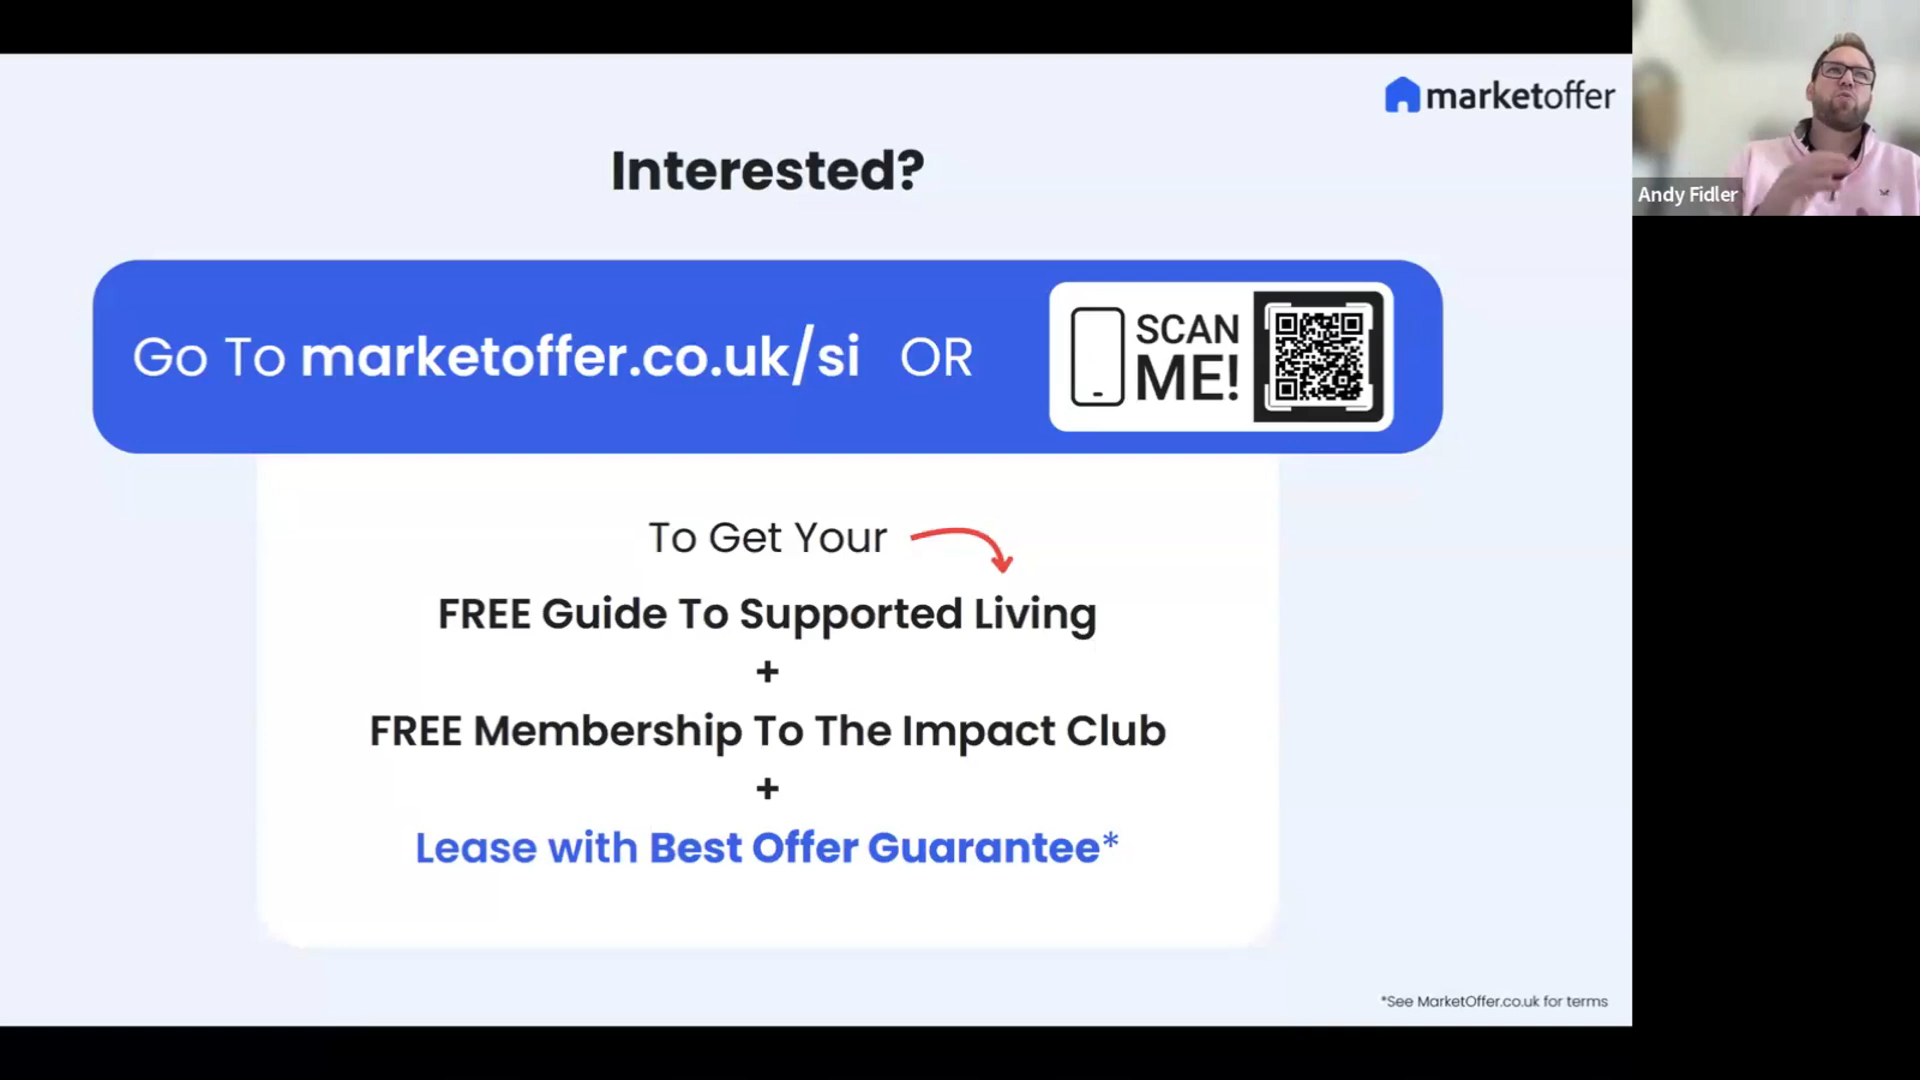 marketoffer
Interested?
Go To marketoffer.co.uk/si OR
SCAN
ME!
To Get Your
FREE Guide To Supported Living
+
FREE Membership To The Impact Club
+
Lease with Best Offer Guarantee*
*See MarketOffer.co.uk for terms
Andy Fidler